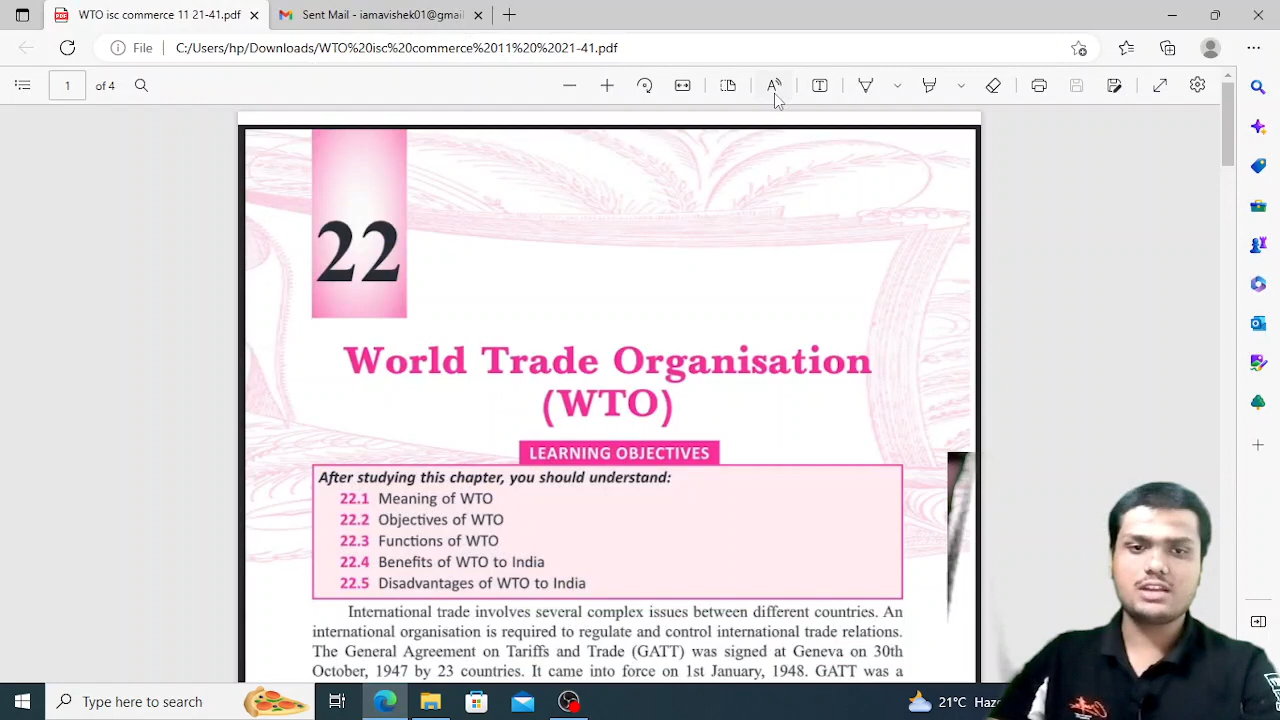 WTO isc commerce 11 21-41.pdf
Sent Mail - iamavishek01@gmail
File
C:/Users/hp/Downloads/WTO%20isc%20commerce%2011%20%2021-41.pdf
1
of 4
22
World Trade Organisation
(WTO)
LEARNING OBJECTIVES
After studying this chapter, you should understand:
22.1 Meaning of WTO
22.2 Objectives of WTO
22.3 Functions of WTO
22.4 Benefits of WTO to India
22.5 Disadvantages of WTO to India
International trade involves several complex issues between different countries. An
international organisation is required to regulate and control international trade relations.
The General Agreement on Tariffs and Trade (GATT) was signed at Geneva on 30th
October, 1947 by 23 countries. It came into force on 1st January, 1948. GATT was a
Type here to search
21°C